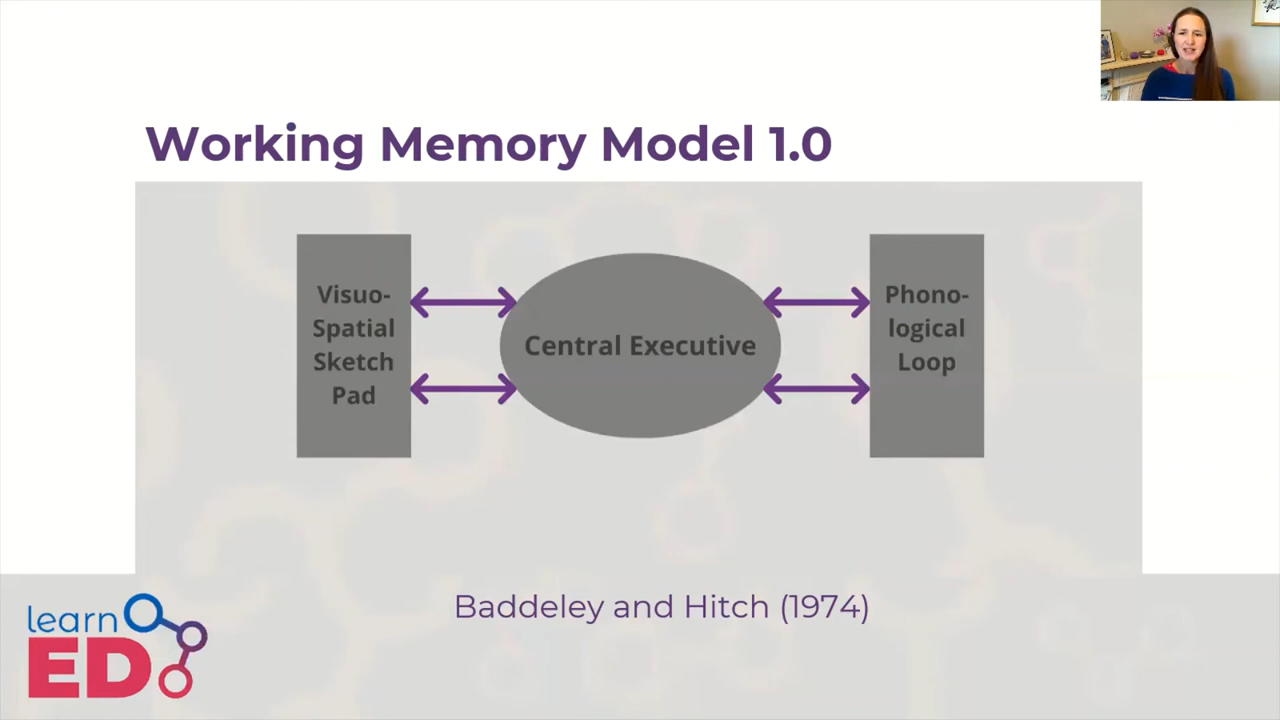 Working Memory Model 1.0
Visuo-
Spatial
Sketch
Pad
Central Executive
Phono-
logical
Loop
Baddeley and Hitch (1974)
learn
ED